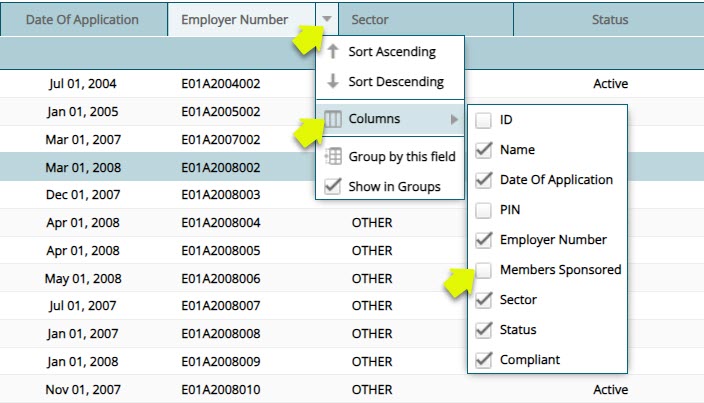 Date Of Application Employer Number Sector Status
Sort Ascending
Jul 01, 2004 E01A2004002 Sort Descending Active
Jan 01, 2005 E01A2005002 Columns ID
Mar 01, 2007 E01A2007002 Name
Mar 01, 2008 E01A2008002 Group by this field Date Of Application
Dec 01, 2007 E01A2008003 Show in Groups PIN
Apr 01, 2008 E01A2008004 OTHER Employer Number
Apr 01, 2008 E01A2008005 OTHER Members Sponsored
May 01, 2008 E01A2008006 OTHER
Jul 01, 2007 E01A2008007 OTHER Sector
Jan 01, 2007 E01A2008008 OTHER Status
Jan 01, 2008 E01A2008009 OTHER Compliant
Nov 01, 2007 E01A2008010 OTHER Active